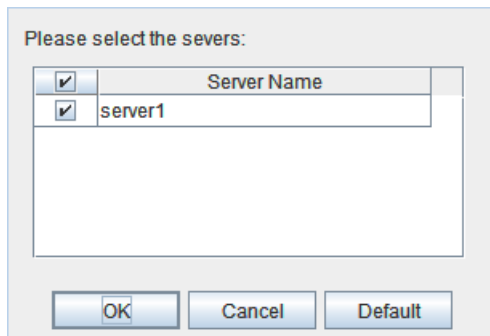 Please select the severs:
Server Name
server1
OK Cancel Default